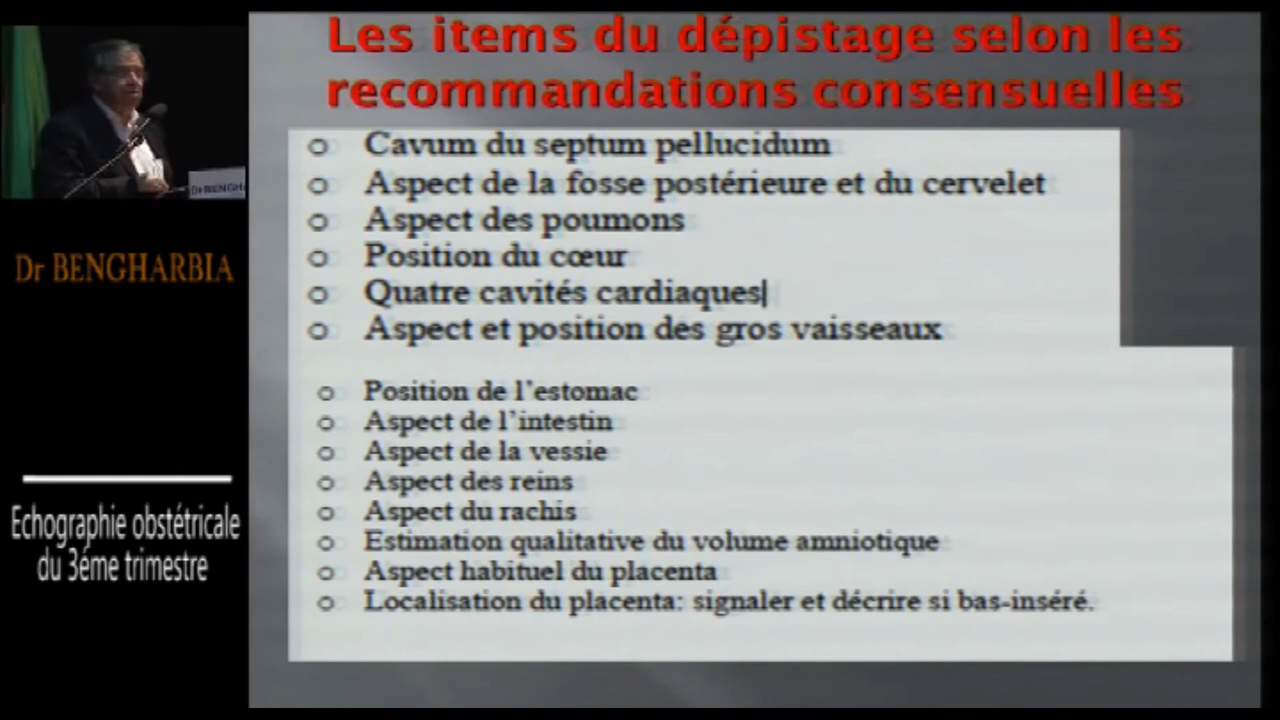 Les items du dépistage selon les
recommandations consensuelles
Cavum du septum pellucidum
Aspect de la fosse postérieure et du cervelet
Aspect des poumons
Position du cœur
Quatre cavités cardiaques
Aspect et position des gros vaisseaux
Position de l'estomac
Aspect de l'intestin
Aspect de la vessie
Aspect des reins
Aspect du rachis
Estimation qualitative du volume amniotique
Aspect habituel du placenta
Localisation du placenta: signaler et décrire si bas-inséré.
Dr BENGHARBIA
Echographie obstétricale
du 3éme trimestre